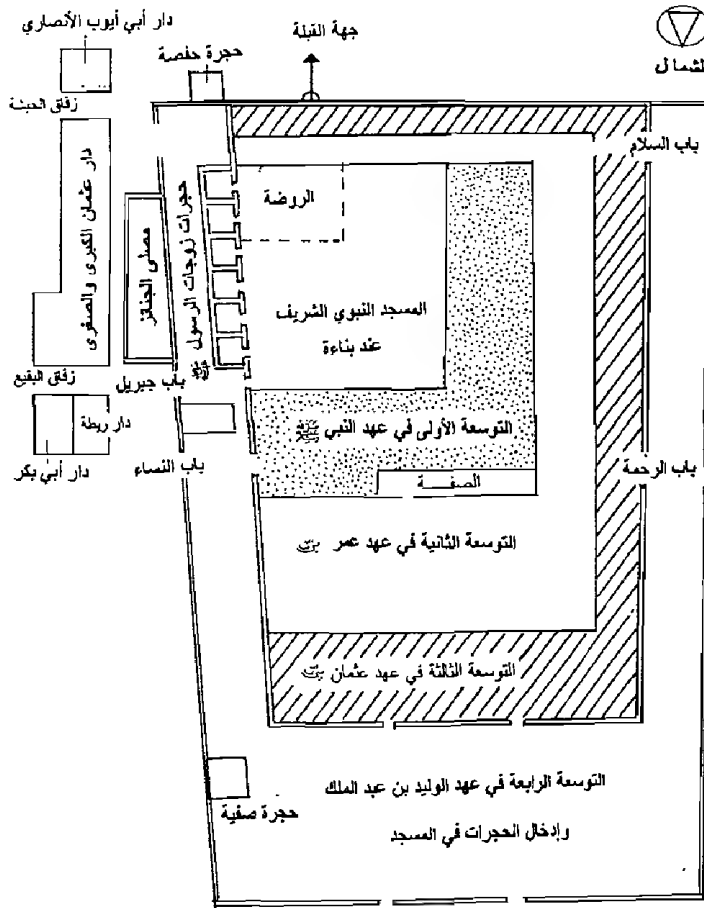 دار أبي أيوب الأنصاري
حجرة حفصة
جهة القبلة
الشمال
زقاق الحبشة
باب السلام
دار عثمان الكبرى والصغرى
مصلى الجنائز
حجرات زوجات الرسول ﷺ
الروضة
المسجد النبوي الشريف
عند بناءة
زقاق البقيع
باب جبريل
التوسعة الأولى في عهد النبي ﷺ
دار ريطة
دار أبي بكر
باب النساء
الصفة
باب الرحمة
التوسعة الثانية في عهد عمر
التوسعة الثالثة في عهد عثمان
التوسعة الرابعة في عهد الوليد بن عبد الملك
وإدخال الحجرات في المسجد
حجرة صفية